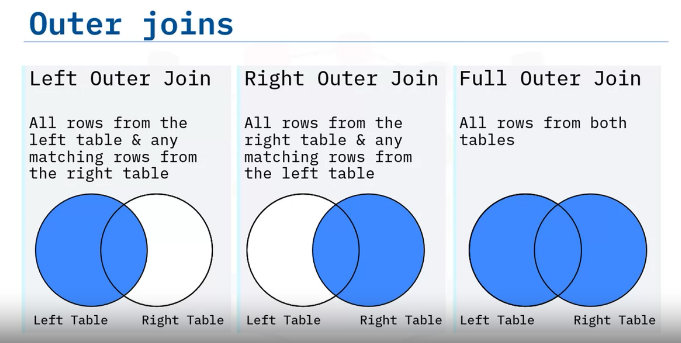 Outer joins
Left Outer Join
All rows from the
left table & any
matching rows from
the right table
Left Table
Right Table
Right Outer Join
All rows from the
right table & any
matching rows from
the left table
Left Table
Right Table
Full Outer Join
All rows from both
tables
Left Table
Right Table